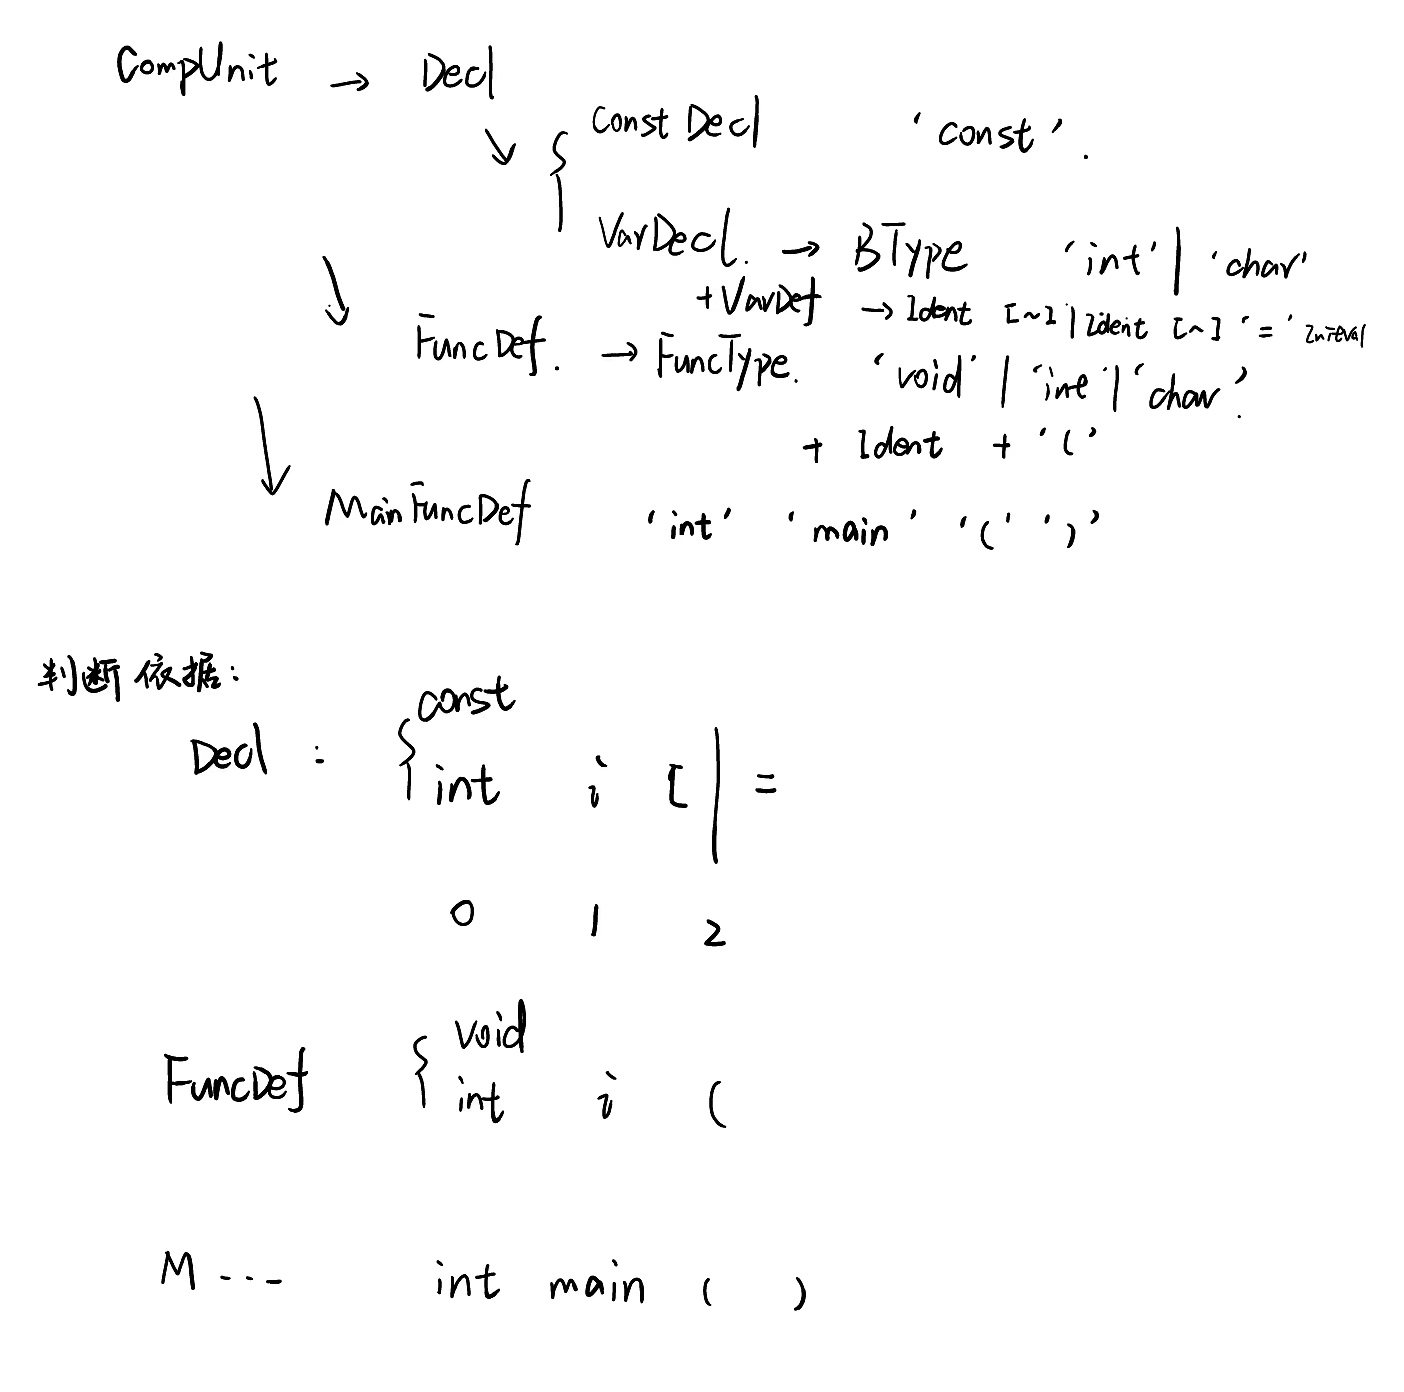 CompUnit → Decl
↘ { ConstDecl 'const'.
VarDecl. → BType 'int' | 'char'
+VarDef → Ident [~] | Ident [~] '=' Initval
↘ FuncDef. → FuncType. 'void' | 'int' | 'char'.
+ Ident + '('
↘ MainFuncDef 'int' 'main' '(' ')'
判断依据:
Decl : { const
int i [ | =
0 1 2
FuncDef { void
int i (
M --- int main ( )